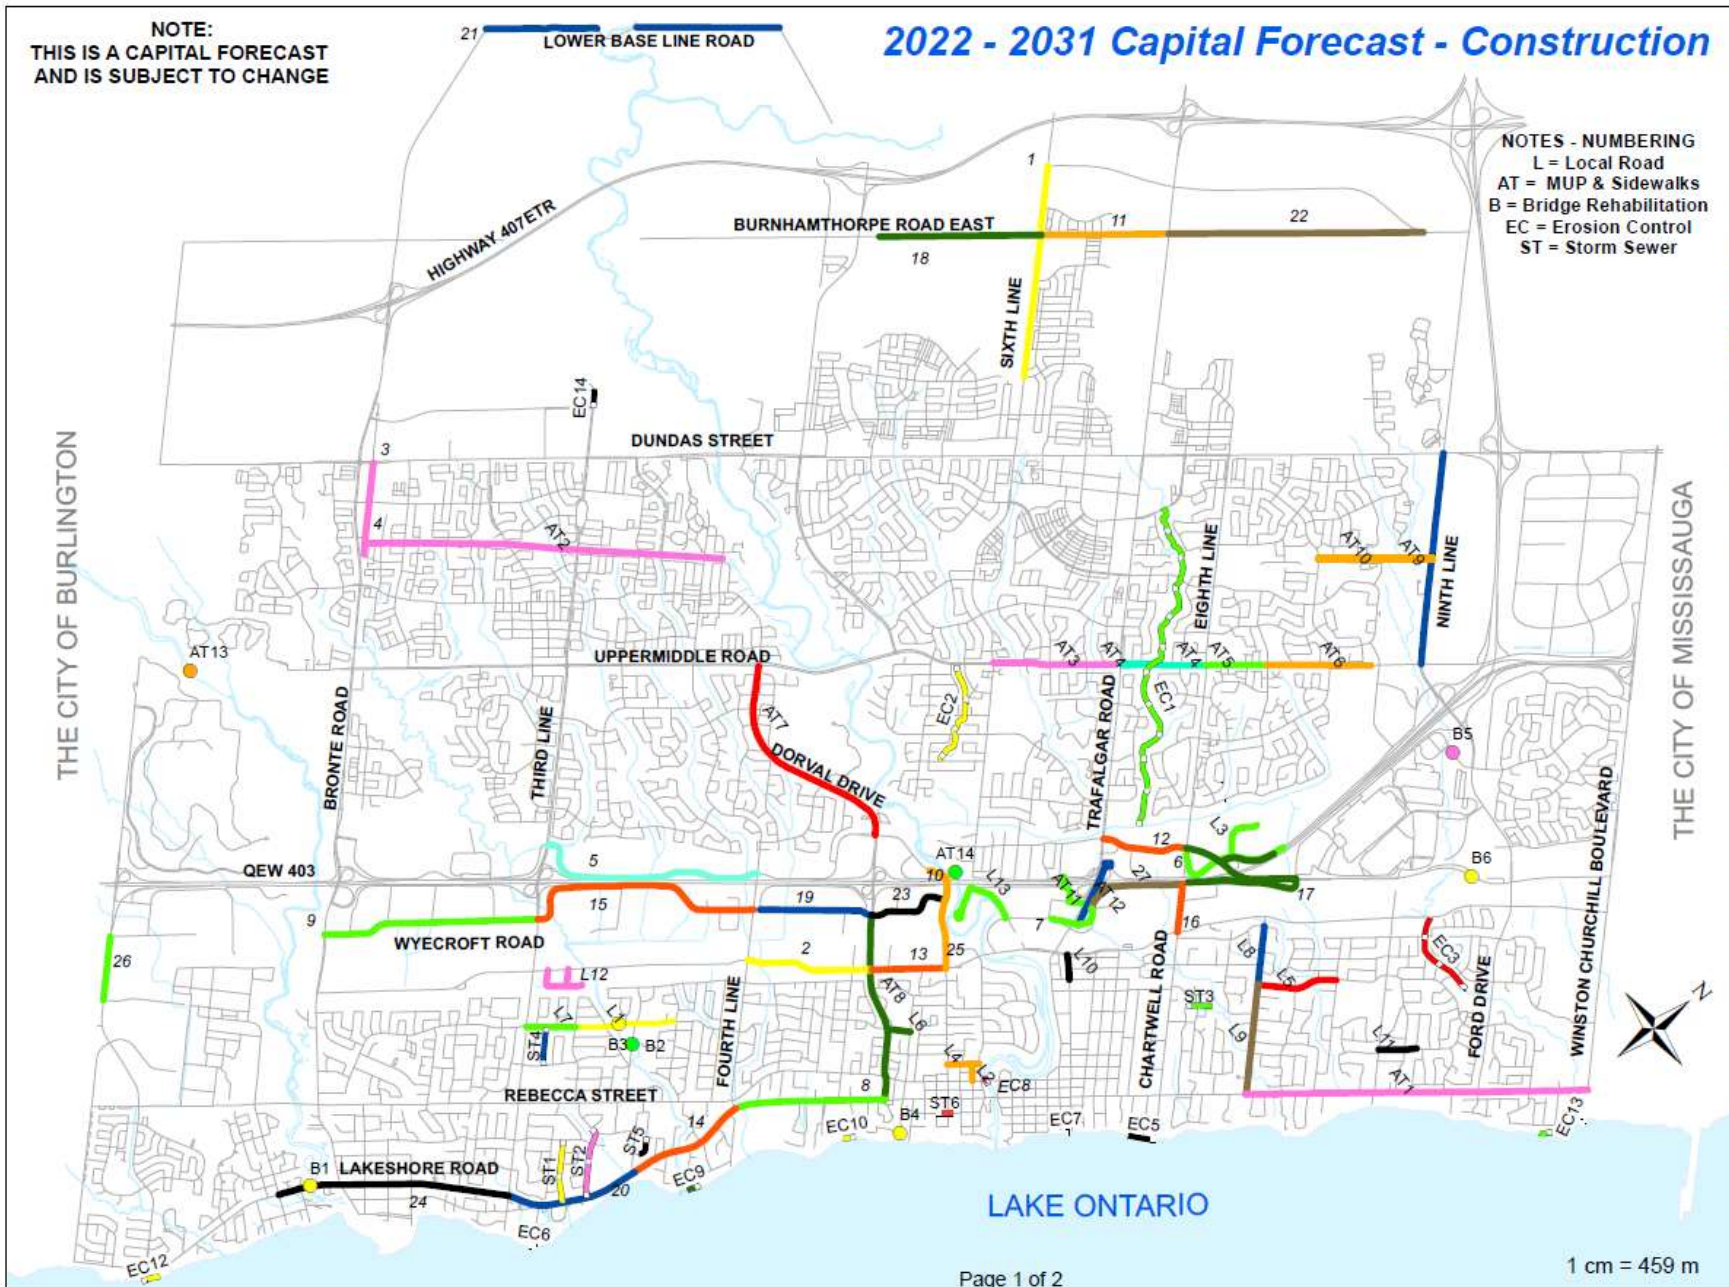 NOTE:
THIS IS A CAPITAL FORECAST
AND IS SUBJECT TO CHANGE
2022 - 2031 Capital Forecast - Construction
21
LOWER BASE LINE ROAD
NOTES - NUMBERING
L = Local Road
AT = MUP & Sidewalks
B = Bridge Rehabilitation
EC = Erosion Control
ST = Storm Sewer
1
HIGHWAY 407ETR
BURNHAMTHORPE ROAD EAST
11
22
18
SIXTH LINE
EC14
DUNDAS STREET
3
4
AT2
THE CITY OF BURLINGTON
THE CITY OF MISSISSAUGA
EIGHTH LINE
AT10
AT9
NINTH LINE
AT13
UPPERMIDDLE ROAD
AT3
AT4
AT4
AT5
AT6
BRONTE ROAD
THIRD LINE
AT7
DORVAL DRIVE
EC2
EC1
TRAFALGAR ROAD
B5
WINSTON CHURCHILL BOULEVARD
QEW 403
5
AT14
10
L13
12
L3
6
27
AT11
AT12
17
B6
9
15
19
23
7
16
WYECROFT ROAD
26
2
13
25
L12
L10
CHARTWELL ROAD
L8
L5
EC3
FORD DRIVE
N
AT8
L6
ST3
L7
L1
ST4
B3
B2
FOURTH LINE
L9
L11
L4
L2
EC8
AT1
REBECCA STREET
8
14
ST6
EC10
B4
EC7
EC5
EC13
B1
LAKESHORE ROAD
ST1
ST2
ST5
24
20
EC9
EC6
EC12
LAKE ONTARIO
Page 1 of 2
1 cm = 459 m